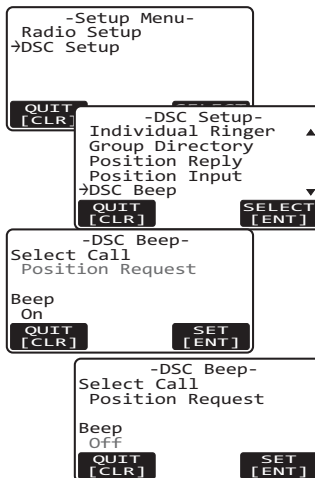 -Setup Menu-
Radio Setup
→DSC Setup
QUIT
[CLR]
-DSC Setup-
Individual Ringer ▲
Group Directory
Position Reply
Position Input
→DSC Beep ▼
QUIT SELECT
[CLR] [ENT]
-DSC Beep-
Select Call
Position Request
Beep
On
QUIT SET
[CLR] [ENT]
-DSC Beep-
Select Call
Position Request
Beep
Off
QUIT SET
[CLR] [ENT]